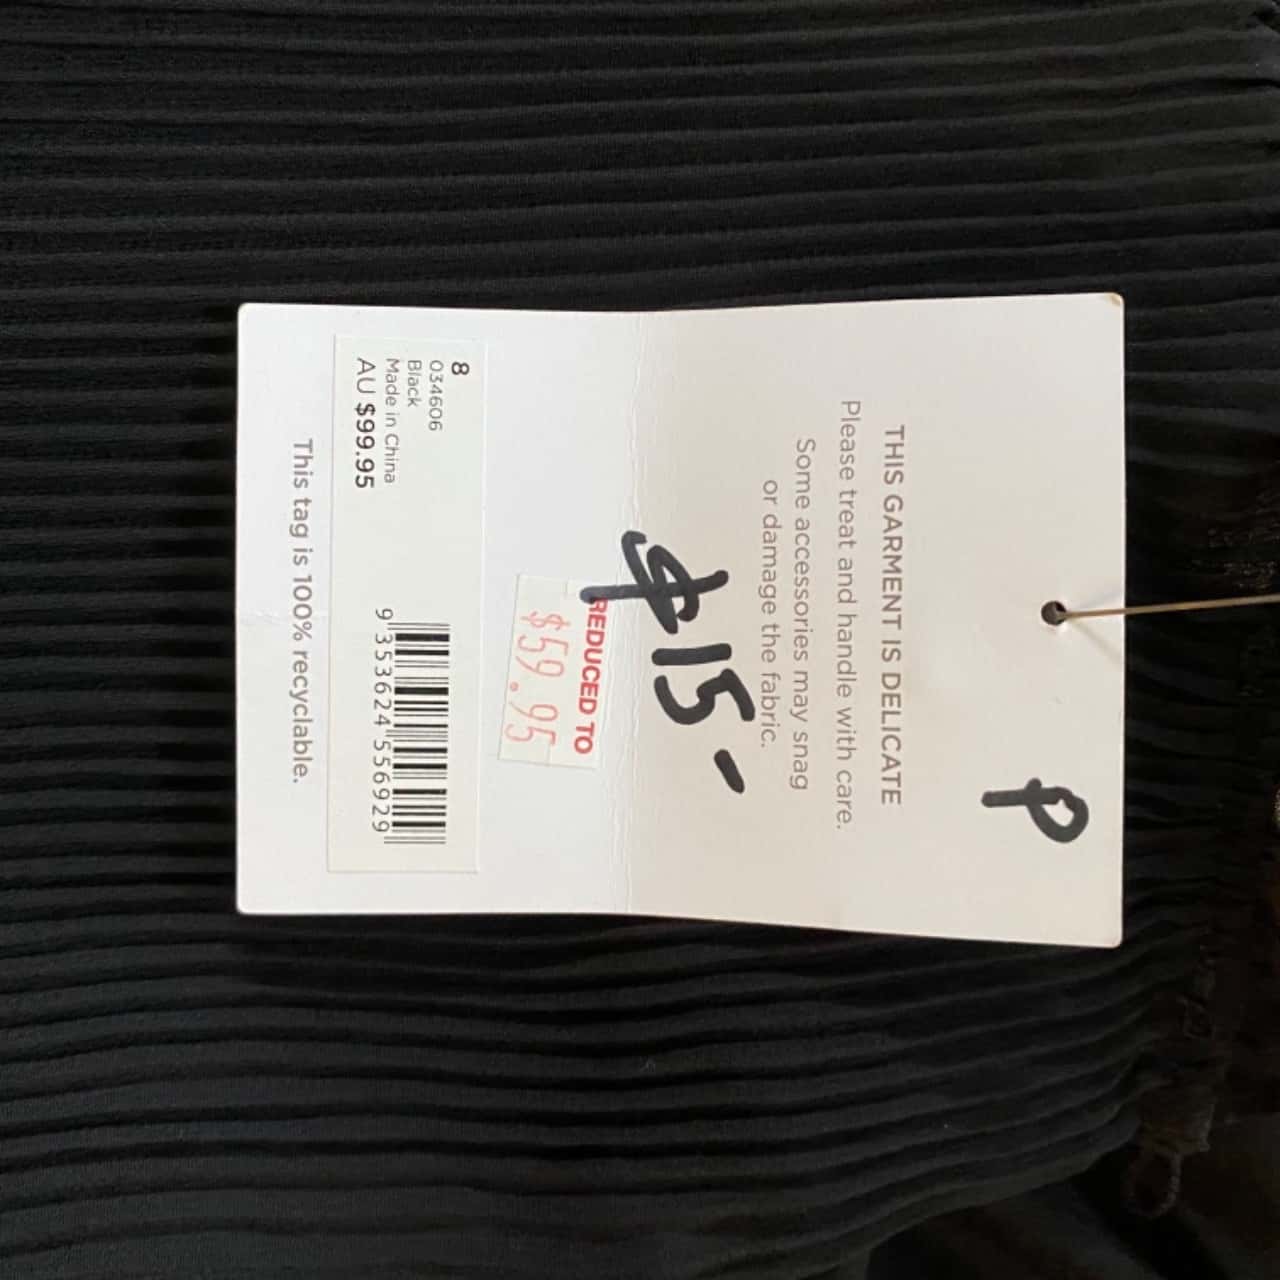 P
THIS GARMENT IS DELICATE
Please treat and handle with care.
Some accessories may snag
or damage the fabric.
$15-
REDUCED TO
$59.95
8
034606
Black
Made in China
AU $99.95
9 353624 556929
This tag is 100% recyclable.